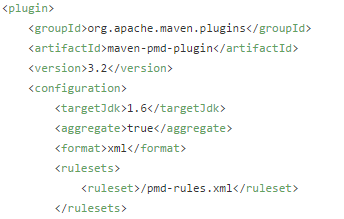 <plugin>
<groupId>org.apache.maven.plugins</groupId>
<artifactId>maven-pmd-plugin</artifactId>
<version>3.2</version>
<configuration>
<targetJdk>1.6</targetJdk>
<aggregate>true</aggregate>
<format>xml</format>
<rulesets>
<ruleset>/pmd-rules.xml</ruleset>
</rulesets>